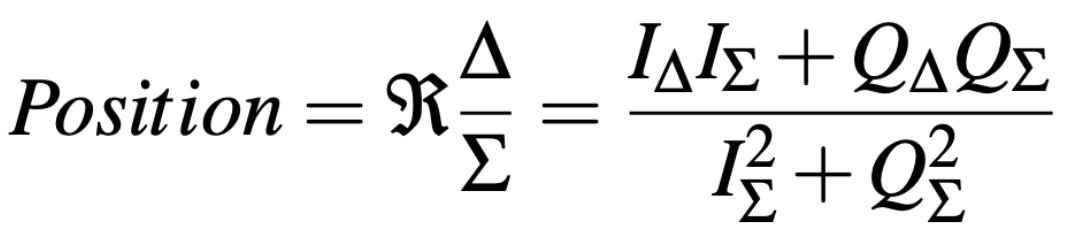 Position = ℜ Δ/Σ = (I_Δ I_Σ + Q_Δ Q_Σ)/(I_Σ^2 + Q_Σ^2)